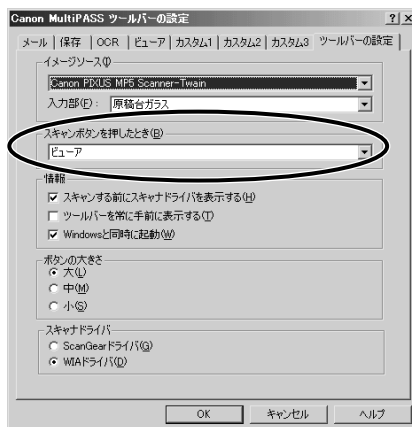 Canon MultiPASS ツールバーの設定
メール 保存 OCR ビューア カスタム1 カスタム2 カスタム3 ツールバーの設定
イメージソース(I)
Canon PIXUS MP5 Scanner-Twain
入力部(F): 原稿台ガラス
スキャンボタンを押したとき(B)
ビューア
情報
スキャンする前にスキャナドライバを表示する(H)
ツールバーを常に手前に表示する(T)
Windowsと同時に起動(W)
ボタンの大きさ
大(L)
中(M)
小(S)
スキャナドライバ
ScanGearドライバ(G)
WIAドライバ(D)
OK キャンセル ヘルプ